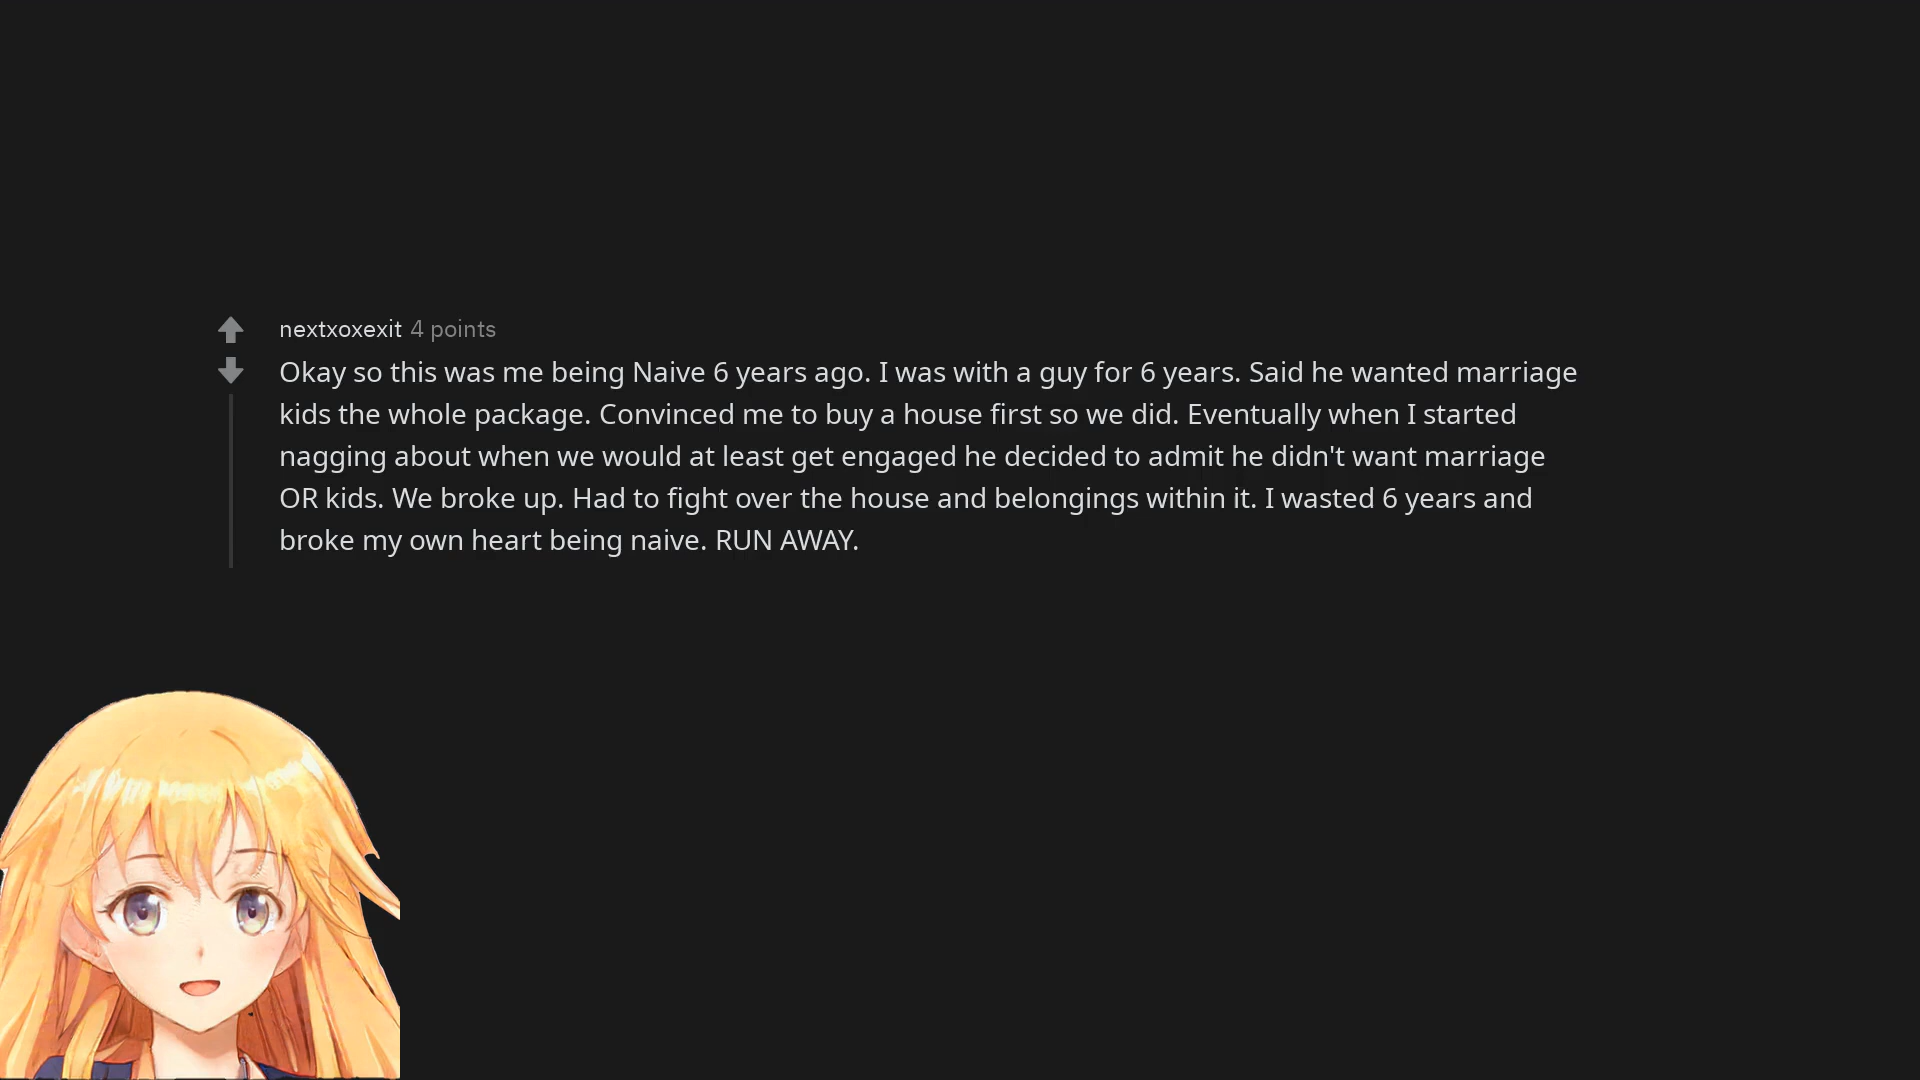 nextxoxexit 4 points
Okay so this was me being Naive 6 years ago. I was with a guy for 6 years. Said he wanted marriage
kids the whole package. Convinced me to buy a house first so we did. Eventually when I started
nagging about when we would at least get engaged he decided to admit he didn't want marriage
OR kids. We broke up. Had to fight over the house and belongings within it. I wasted 6 years and
broke my own heart being naive. RUN AWAY.